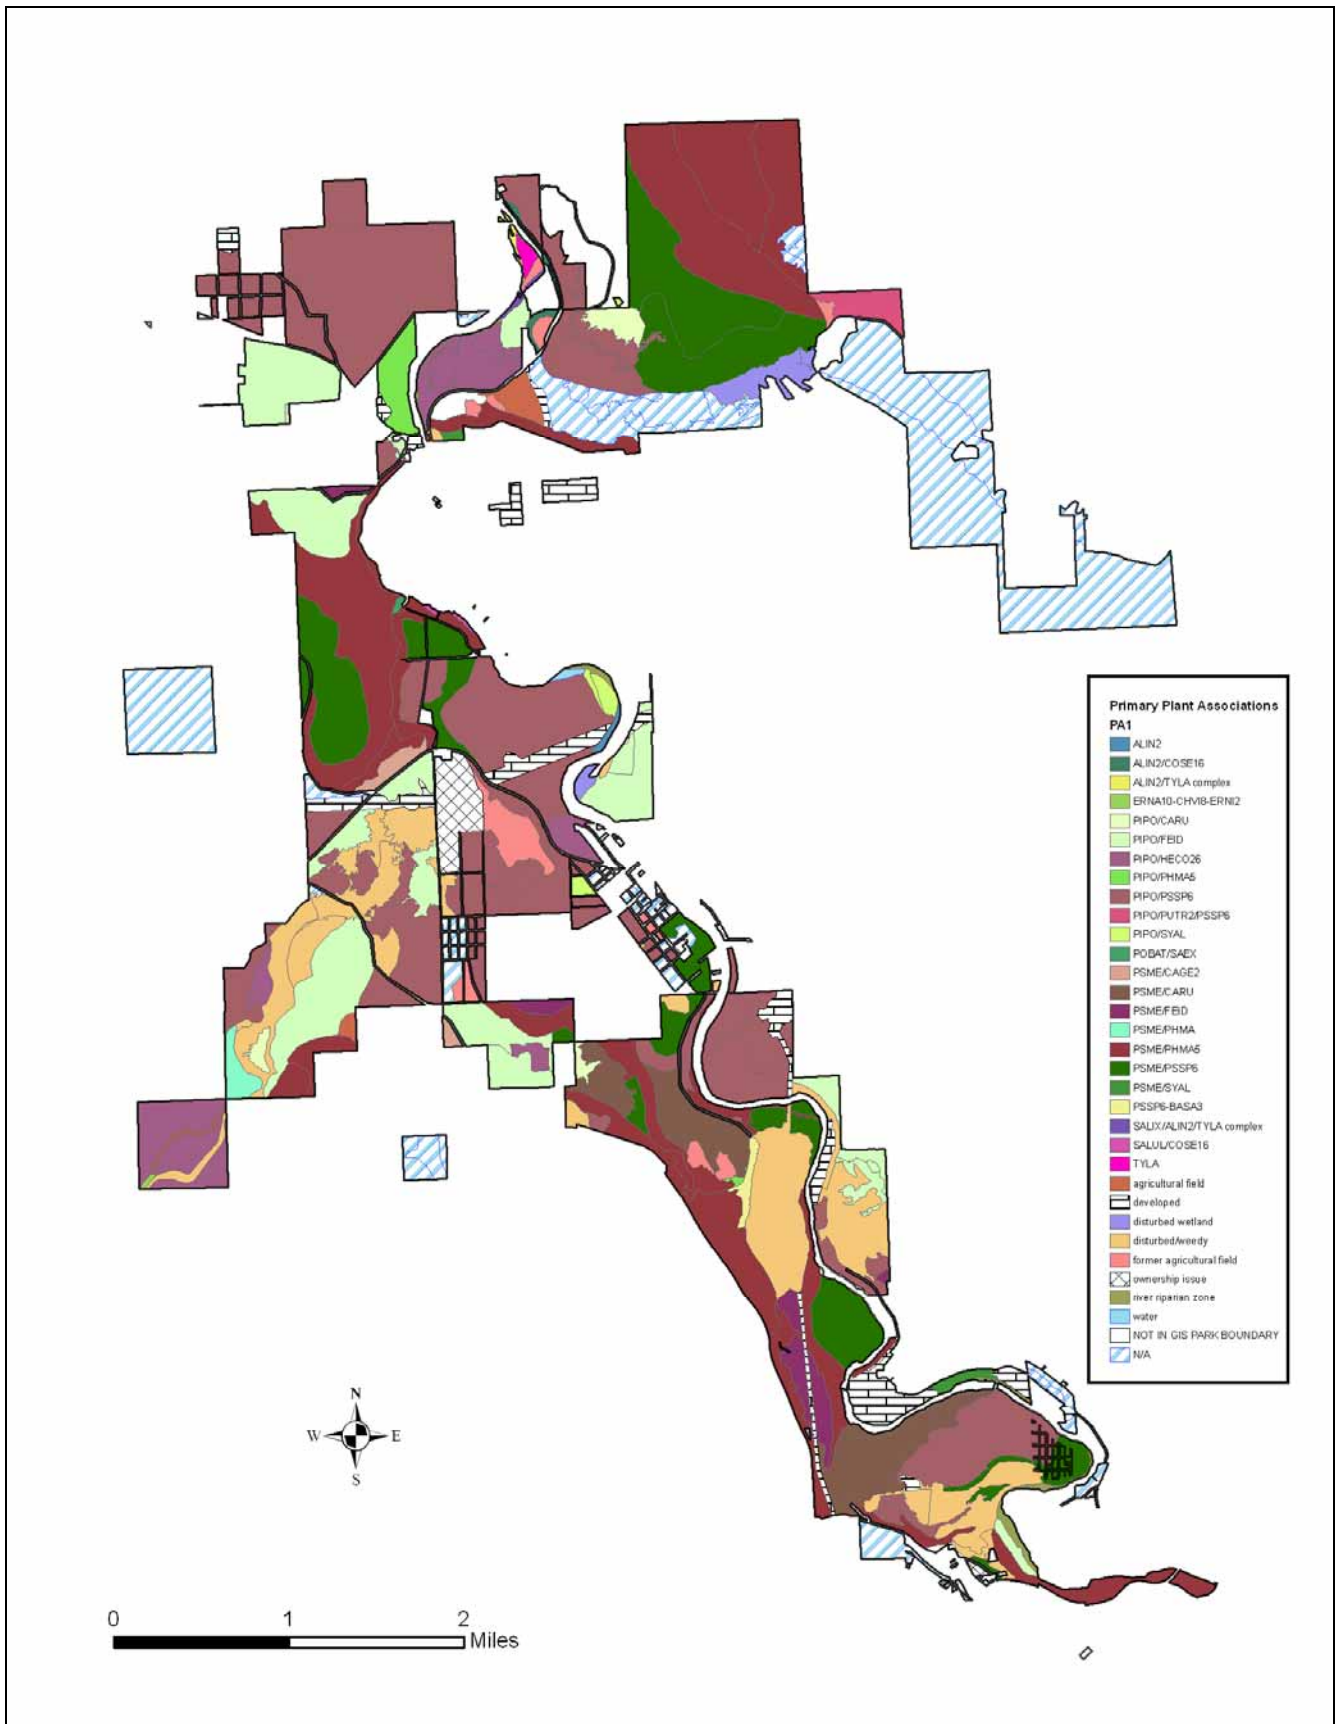 Primary Plant Associations
PA1
ALIN2
ALIN2/COSE16
ALIN2/TYLA complex
ERNA10-CHVI8-ERNI2
PIPO/CARU
PIPO/FEID
PIPO/HECO26
PIPO/PHMA5
PIPO/PSSP6
PIPO/PUTR2/PSSP6
PIPO/SYAL
POBAT/SAEX
PSME/CAGE2
PSME/CARU
PSME/FEID
PSME/PHMA
PSME/PHMA5
PSME/PSSP6
PSME/SYAL
PSSP6-BASA3
SALIX/ALIN2/TYLA complex
SALUL/COSE16
TYLA
agricultural field
developed
disturbed wetland
disturbed/weedy
former agricultural field
ownership issue
river riparian zone
water
NOT IN GIS PARK BOUNDARY
N/A
N
W E
S
0 1 2
Miles